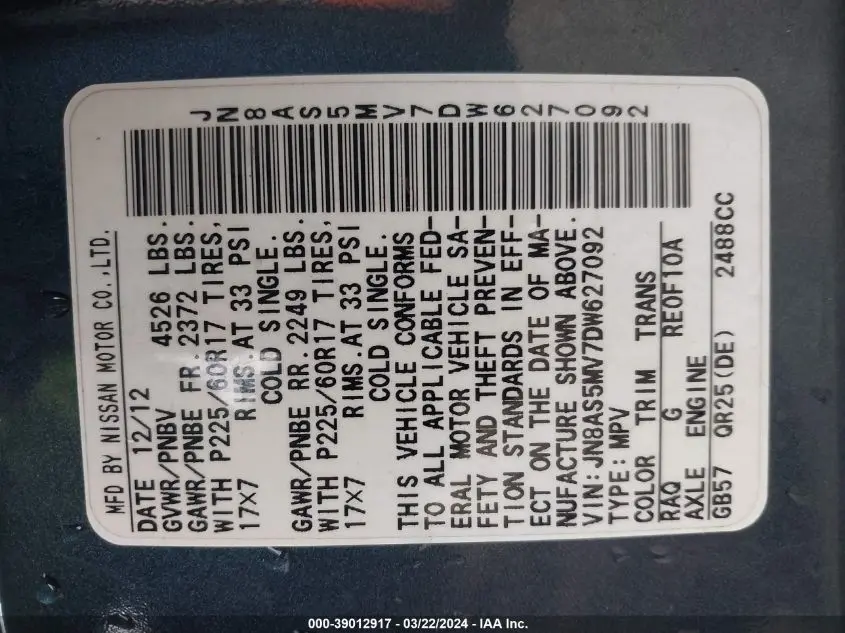 MFD BY NISSAN MOTOR CO.,LTD.
DATE 12/12
GVWR/PNBV 4526 LBS.
GAWR/PNBE FR. 2372 LBS.
WITH P225/60R17 TIRES,
17X7 RIMS.AT 33 PSI
COLD SINGLE.
GAWR/PNBE RR. 2249 LBS.
WITH P225/60R17 TIRES,
17X7 RIMS.AT 33 PSI
COLD SINGLE.
THIS VEHICLE CONFORMS
TO ALL APPLICABLE FED-
ERAL MOTOR VEHICLE SA-
FETY AND THEFT PREVEN-
TION STANDARDS IN EFF-
ECT ON THE DATE OF MA-
NUFACTURE SHOWN ABOVE.
VIN: JN8AS5MV7DW627092
TYPE: MPV
COLOR TRIM TRANS
RAQ G RE0F10A
AXLE ENGINE
GB57 QR25(DE) 2488CC
JN8AS5MV7DW627092
000-39012917 - 03/22/2024 - IAA Inc.